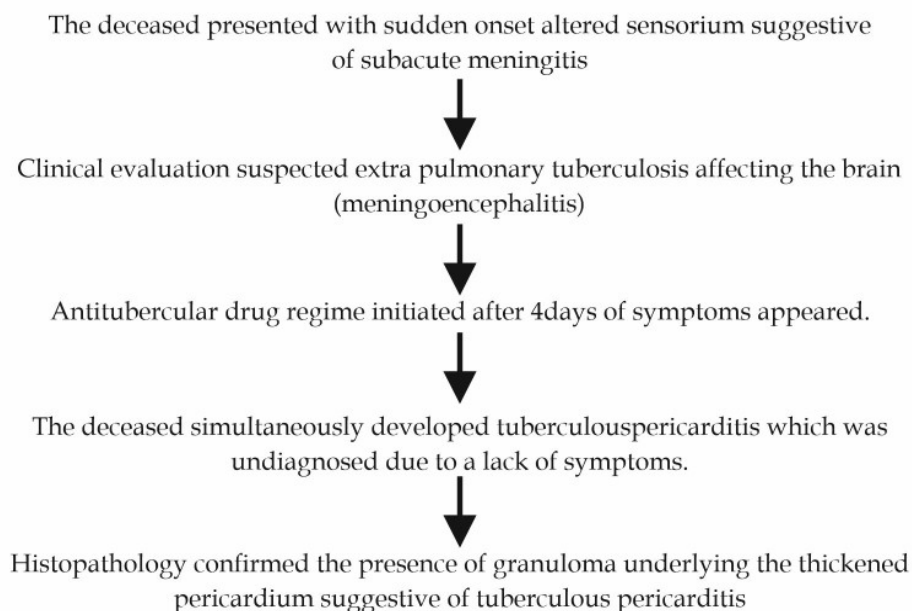 The deceased presented with sudden onset altered sensorium suggestive
of subacute meningitis
Clinical evaluation suspected extra pulmonary tuberculosis affecting the brain
(meningoencephalitis)
Antitubercular drug regime initiated after 4days of symptoms appeared.
The deceased simultaneously developed tuberculouspericarditis which was
undiagnosed due to a lack of symptoms.
Histopathology confirmed the presence of granuloma underlying the thickened
pericardium suggestive of tuberculous pericarditis